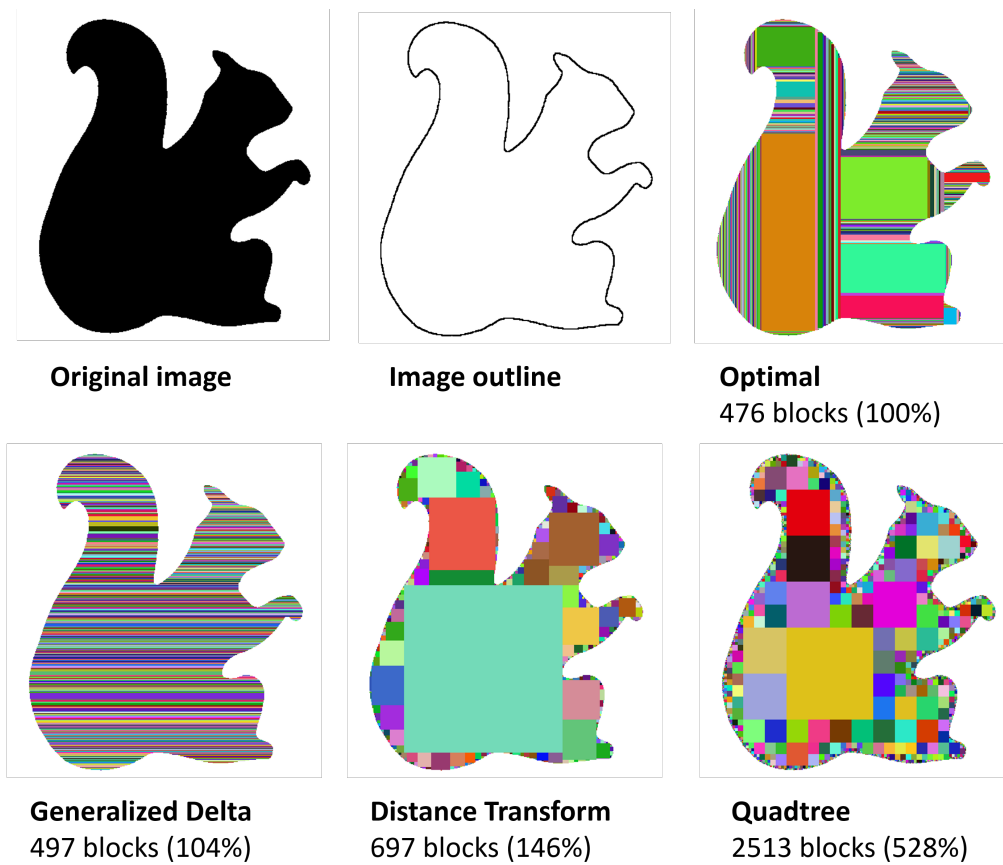 Original image
Image outline
Optimal
476 blocks (100%)
Generalized Delta
497 blocks (104%)
Distance Transform
697 blocks (146%)
Quadtree
2513 blocks (528%)